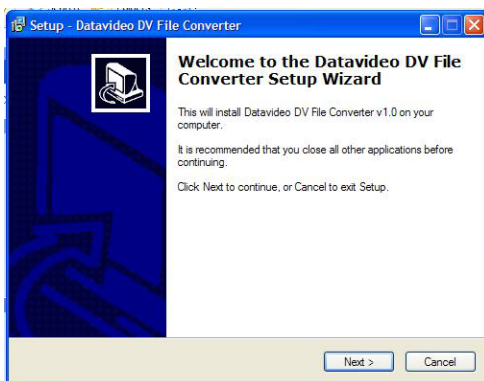 Setup - Datavideo DV File Converter
Welcome to the Datavideo DV File
Converter Setup Wizard
This will install Datavideo DV File Converter v1.0 on your
computer.
It is recommended that you close all other applications before
continuing.
Click Next to continue, or Cancel to exit Setup.
Next >
Cancel